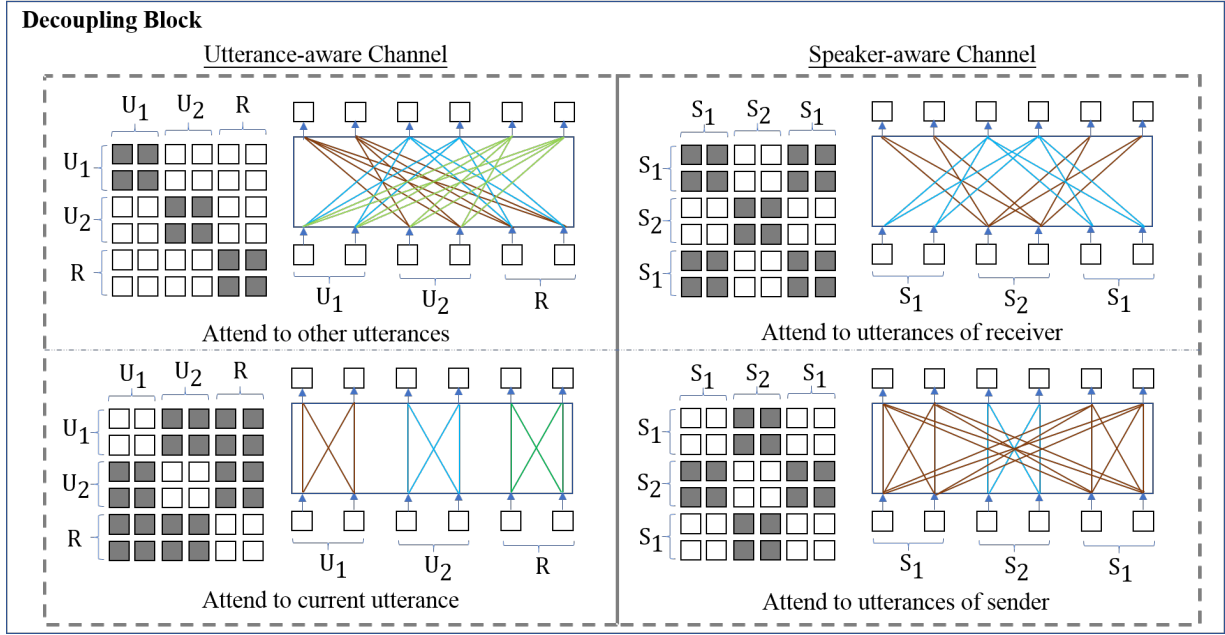 Decoupling Block
Utterance-aware Channel
Speaker-aware Channel
U1 U2 R
U1
U2
R
U1 U2 R
Attend to other utterances
S1 S2 S1
S1
S2
S1
S1 S2 S1
Attend to utterances of receiver
U1 U2 R
U1
U2
R
U1 U2 R
Attend to current utterance
S1 S2 S1
S1
S2
S1
S1 S2 S1
Attend to utterances of sender